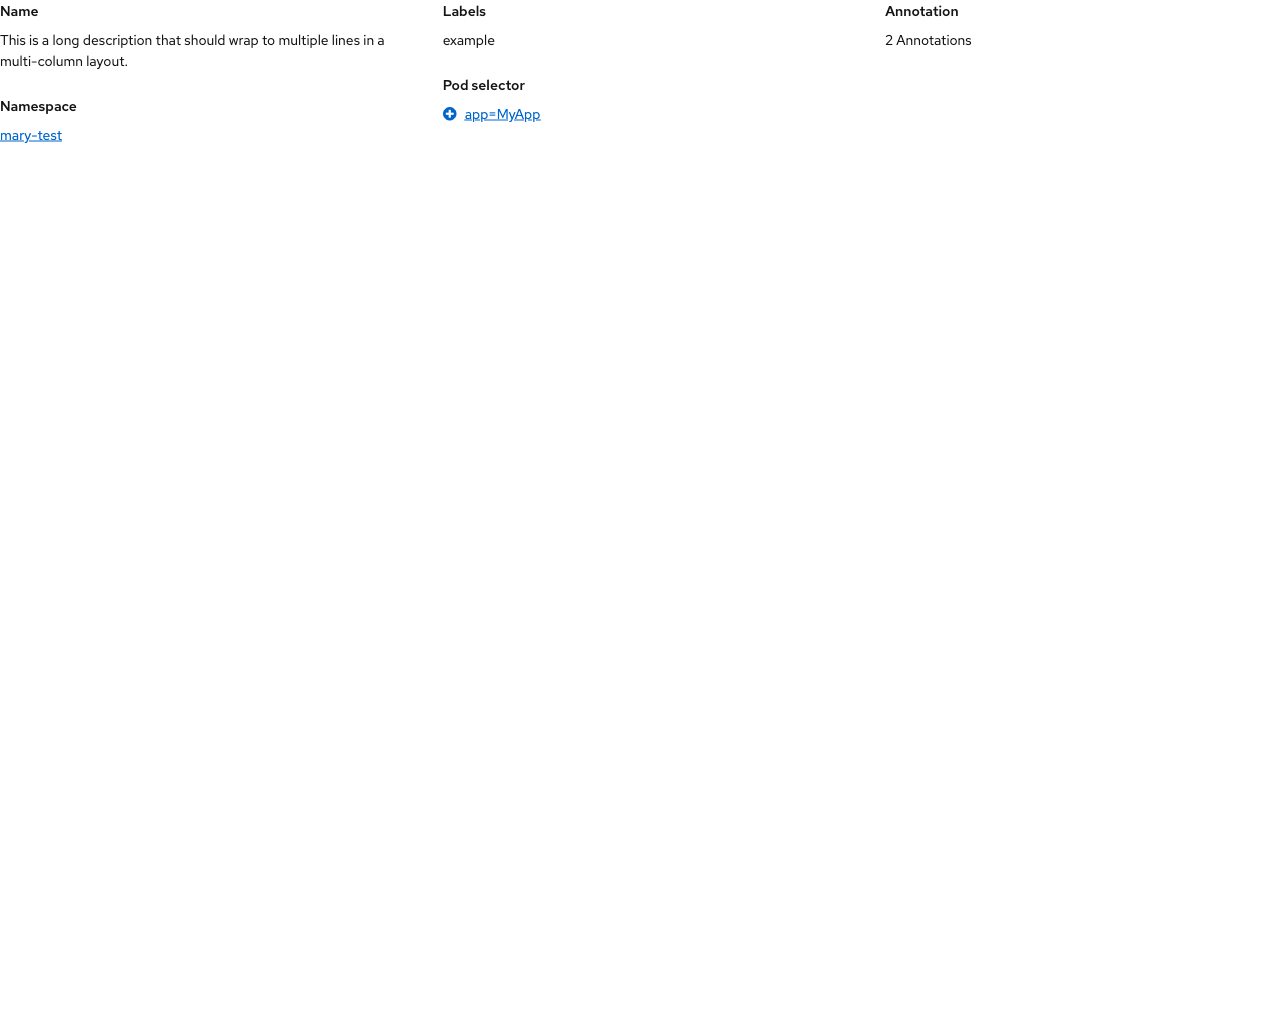 Name
This is a long description that should wrap to multiple lines in a
multi-column layout.
Namespace
mary-test
Labels
example
Pod selector
app=MyApp
Annotation
2 Annotations